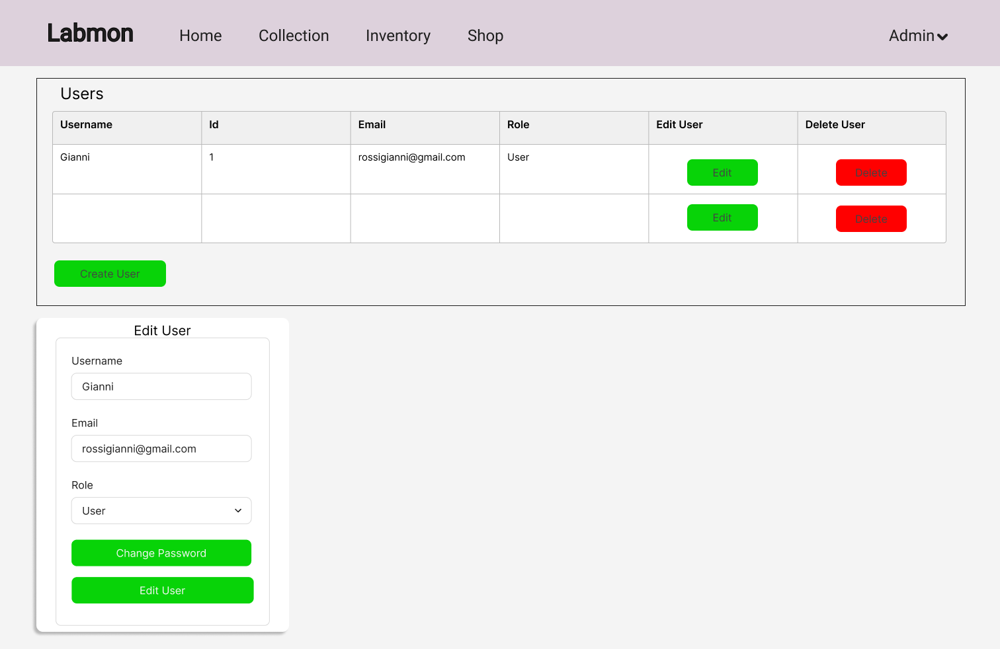 Labmon Home Collection Inventory Shop Admin
Users
Username Id Email Role Edit User Delete User
Gianni 1 rossigianni@gmail.com User
Edit Delete
Edit Delete
Create User
Edit User
Username
Gianni
Email
rossigianni@gmail.com
Role
User
Change Password
Edit User